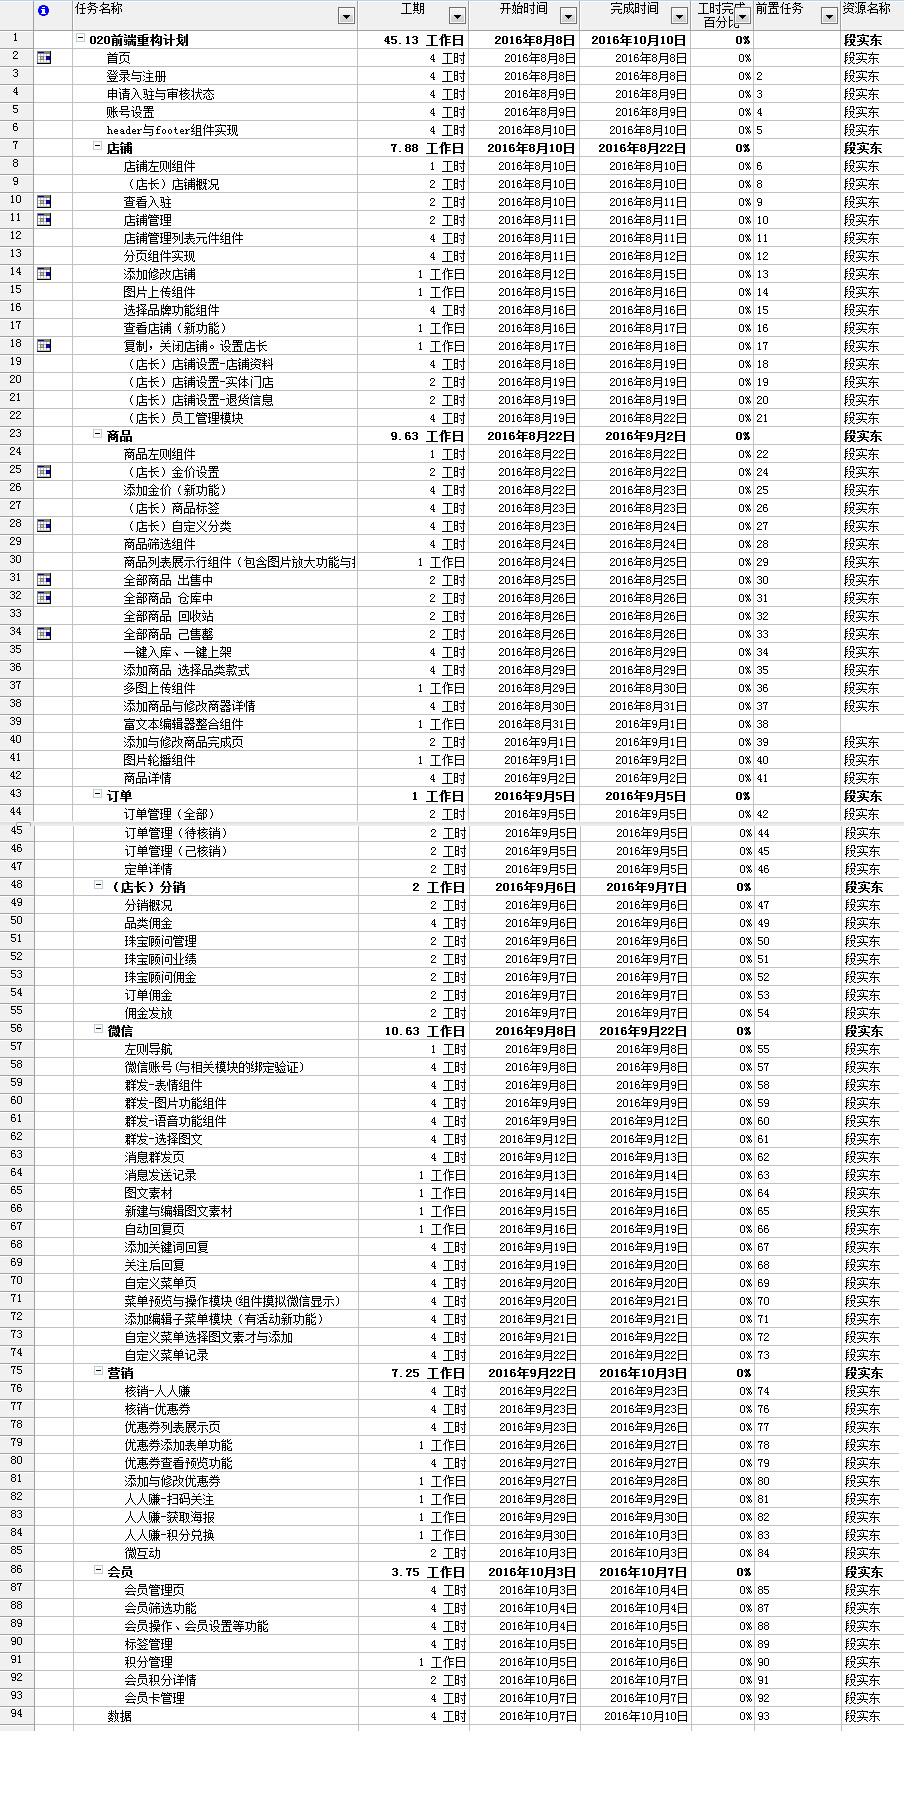 任务名称 工期 开始时间 完成时间 工时完成百分比 前置任务 资源名称
1 O2O前端重构计划 45.13 工作日 2016年8月8日 2016年10月10日 0% 段实东
2 首页 4 工时 2016年8月8日 2016年8月8日 0% 段实东
3 登录与注册 4 工时 2016年8月8日 2016年8月8日 0% 2 段实东
4 申请入驻与审核状态 4 工时 2016年8月9日 2016年8月9日 0% 3 段实东
5 账号设置 4 工时 2016年8月9日 2016年8月9日 0% 4 段实东
6 header与footer组件实现 4 工时 2016年8月10日 2016年8月10日 0% 5 段实东
7 店铺 7.88 工作日 2016年8月10日 2016年8月22日 0% 段实东
8 店铺左则组件 1 工时 2016年8月10日 2016年8月10日 0% 6 段实东
9 （店长）店铺概况 2 工时 2016年8月10日 2016年8月10日 0% 8 段实东
10 查看入驻 2 工时 2016年8月10日 2016年8月11日 0% 9 段实东
11 店铺管理 2 工时 2016年8月11日 2016年8月11日 0% 10 段实东
12 店铺管理列表元件组件 4 工时 2016年8月11日 2016年8月11日 0% 11 段实东
13 分页组件实现 4 工时 2016年8月11日 2016年8月12日 0% 12 段实东
14 添加修改店铺 1 工作日 2016年8月12日 2016年8月15日 0% 13 段实东
15 图片上传组件 1 工作日 2016年8月15日 2016年8月16日 0% 14 段实东
16 选择品牌功能组件 4 工时 2016年8月16日 2016年8月16日 0% 15 段实东
17 查看店铺（新功能） 1 工作日 2016年8月16日 2016年8月17日 0% 16 段实东
18 复制，关闭店铺。设置店长 1 工作日 2016年8月17日 2016年8月18日 0% 17 段实东
19 （店长）店铺设置-店铺资料 4 工时 2016年8月18日 2016年8月19日 0% 18 段实东
20 （店长）店铺设置-实体门店 2 工时 2016年8月19日 2016年8月19日 0% 19 段实东
21 （店长）店铺设置-退货信息 2 工时 2016年8月19日 2016年8月19日 0% 20 段实东
22 （店长）员工管理模块 4 工时 2016年8月19日 2016年8月22日 0% 21 段实东
23 商品 9.63 工作日 2016年8月22日 2016年9月2日 0% 段实东
24 商品左则组件 1 工时 2016年8月22日 2016年8月22日 0% 22 段实东
25 （店长）金价设置 2 工时 2016年8月22日 2016年8月22日 0% 24 段实东
26 添加金价（新功能） 4 工时 2016年8月22日 2016年8月23日 0% 25 段实东
27 （店长）商品标签 4 工时 2016年8月23日 2016年8月23日 0% 26 段实东
28 （店长）自定义分类 4 工时 2016年8月23日 2016年8月24日 0% 27 段实东
29 商品筛选组件 4 工时 2016年8月24日 2016年8月24日 0% 28 段实东
30 商品列表展示行组件（包含图片放大功能与 1 工作日 2016年8月24日 2016年8月25日 0% 29 段实东
31 全部商品 出售中 2 工时 2016年8月25日 2016年8月25日 0% 30 段实东
32 全部商品 仓库中 2 工时 2016年8月26日 2016年8月26日 0% 31 段实东
33 全部商品 回收站 2 工时 2016年8月26日 2016年8月26日 0% 32 段实东
34 全部商品 己售罄 2 工时 2016年8月26日 2016年8月26日 0% 33 段实东
35 一键入库、一键上架 4 工时 2016年8月26日 2016年8月29日 0% 34 段实东
36 添加商品 选择品类款式 4 工时 2016年8月29日 2016年8月29日 0% 35 段实东
37 多图上传组件 1 工作日 2016年8月29日 2016年8月30日 0% 36 段实东
38 添加商品与修改商器详情 4 工时 2016年8月30日 2016年8月31日 0% 37 段实东
39 富文本编辑器整合组件 1 工作日 2016年8月31日 2016年9月1日 0% 38
40 添加与修改商品完成页 2 工时 2016年9月1日 2016年9月1日 0% 39 段实东
41 图片轮播组件 1 工作日 2016年9月1日 2016年9月2日 0% 40 段实东
42 商品详情 4 工时 2016年9月2日 2016年9月2日 0% 41 段实东
43 订单 1 工作日 2016年9月5日 2016年9月5日 0% 段实东
44 订单管理（全部） 2 工时 2016年9月5日 2016年9月5日 0% 42 段实东
45 订单管理（待核销） 2 工时 2016年9月5日 2016年9月5日 0% 44 段实东
46 订单管理（己核销） 2 工时 2016年9月5日 2016年9月5日 0% 45 段实东
47 定单详情 2 工时 2016年9月5日 2016年9月5日 0% 46 段实东
48 （店长）分销 2 工作日 2016年9月6日 2016年9月7日 0% 段实东
49 分销概况 2 工时 2016年9月6日 2016年9月6日 0% 47 段实东
50 品类佣金 4 工时 2016年9月6日 2016年9月6日 0% 49 段实东
51 珠宝顾问管理 2 工时 2016年9月6日 2016年9月6日 0% 50 段实东
52 珠宝顾问业绩 2 工时 2016年9月7日 2016年9月7日 0% 51 段实东
53 珠宝顾问佣金 2 工时 2016年9月7日 2016年9月7日 0% 52 段实东
54 订单佣金 2 工时 2016年9月7日 2016年9月7日 0% 53 段实东
55 佣金发放 2 工时 2016年9月7日 2016年9月7日 0% 54 段实东
56 微信 10.63 工作日 2016年9月8日 2016年9月22日 0% 段实东
57 左则导航 1 工时 2016年9月8日 2016年9月8日 0% 55 段实东
58 微信账号(与相关模块的绑定验证） 4 工时 2016年9月8日 2016年9月8日 0% 57 段实东
59 群发-表情组件 4 工时 2016年9月8日 2016年9月9日 0% 58 段实东
60 群发-图片功能组件 4 工时 2016年9月9日 2016年9月9日 0% 59 段实东
61 群发-语音功能组件 4 工时 2016年9月9日 2016年9月12日 0% 60 段实东
62 群发-选择图文 4 工时 2016年9月12日 2016年9月12日 0% 61 段实东
63 消息群发页 4 工时 2016年9月12日 2016年9月13日 0% 62 段实东
64 消息发送记录 1 工作日 2016年9月13日 2016年9月14日 0% 63 段实东
65 图文素材 1 工作日 2016年9月14日 2016年9月15日 0% 64 段实东
66 新建与编辑图文素材 1 工作日 2016年9月15日 2016年9月16日 0% 65 段实东
67 自动回复页 1 工作日 2016年9月16日 2016年9月19日 0% 66 段实东
68 添加关键词回复 4 工时 2016年9月19日 2016年9月19日 0% 67 段实东
69 关注后回复 4 工时 2016年9月19日 2016年9月20日 0% 68 段实东
70 自定义菜单页 4 工时 2016年9月20日 2016年9月20日 0% 69 段实东
71 菜单预览与操作模块(组件摸拟微信显示） 4 工时 2016年9月20日 2016年9月21日 0% 70 段实东
72 添加编辑子菜单模块（有活动新功能） 4 工时 2016年9月21日 2016年9月21日 0% 71 段实东
73 自定义菜单选择图文素才与添加 4 工时 2016年9月21日 2016年9月22日 0% 72 段实东
74 自定义菜单记录 4 工时 2016年9月22日 2016年9月22日 0% 73 段实东
75 营销 7.25 工作日 2016年9月22日 2016年10月3日 0% 段实东
76 核销-人人赚 4 工时 2016年9月22日 2016年9月23日 0% 74 段实东
77 核销-优惠券 4 工时 2016年9月23日 2016年9月23日 0% 76 段实东
78 优惠券列表展示页 4 工时 2016年9月23日 2016年9月26日 0% 77 段实东
79 优惠券添加表单功能 1 工作日 2016年9月26日 2016年9月27日 0% 78 段实东
80 优惠券查看预览功能 4 工时 2016年9月27日 2016年9月27日 0% 79 段实东
81 添加与修改优惠券 1 工作日 2016年9月27日 2016年9月28日 0% 80 段实东
82 人人赚-扫码关注 1 工作日 2016年9月28日 2016年9月29日 0% 81 段实东
83 人人赚-获取海报 1 工作日 2016年9月29日 2016年9月30日 0% 82 段实东
84 人人赚-积分兑换 1 工作日 2016年9月30日 2016年10月3日 0% 83 段实东
85 微互动 2 工时 2016年10月3日 2016年10月3日 0% 84 段实东
86 会员 3.75 工作日 2016年10月3日 2016年10月7日 0% 段实东
87 会员管理页 4 工时 2016年10月3日 2016年10月4日 0% 85 段实东
88 会员筛选功能 4 工时 2016年10月4日 2016年10月4日 0% 87 段实东
89 会员操作、会员设置等功能 4 工时 2016年10月4日 2016年10月5日 0% 88 段实东
90 标签管理 4 工时 2016年10月5日 2016年10月5日 0% 89 段实东
91 积分管理 1 工作日 2016年10月5日 2016年10月6日 0% 90 段实东
92 会员积分详情 2 工时 2016年10月6日 2016年10月7日 0% 91 段实东
93 会员卡管理 4 工时 2016年10月7日 2016年10月7日 0% 92 段实东
94 数据 4 工时 2016年10月7日 2016年10月10日 0% 93 段实东